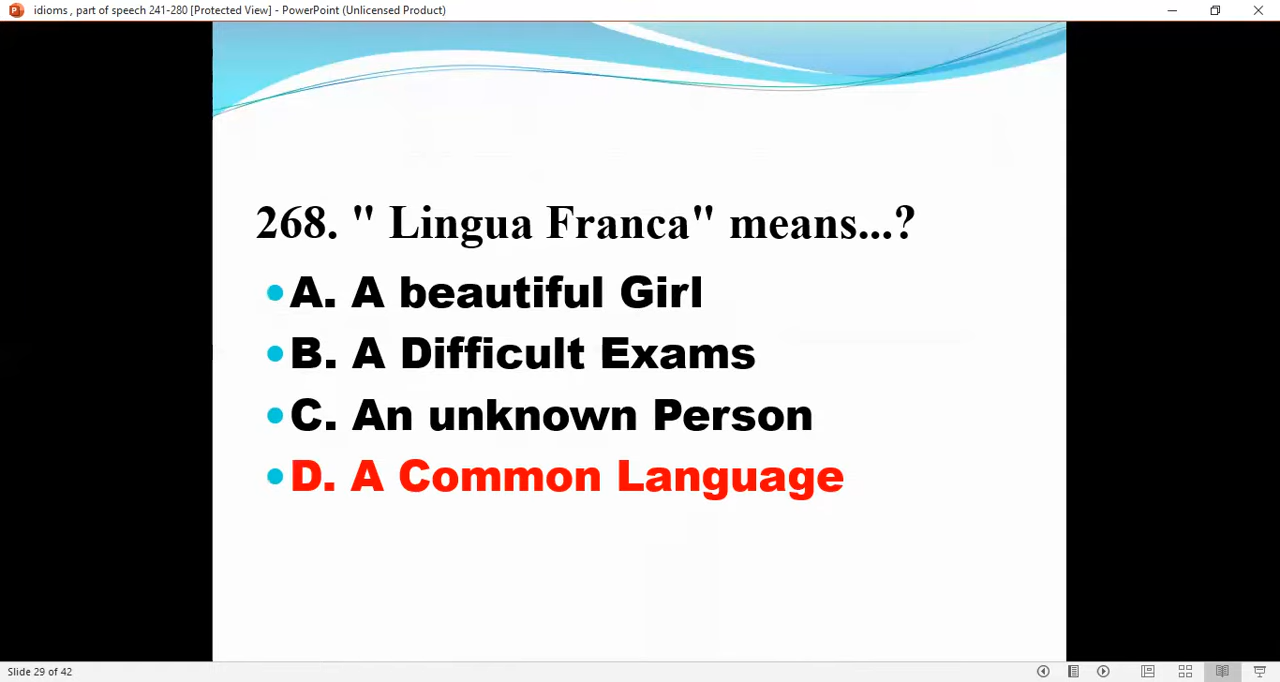 idioms , part of speech 241-280 [Protected View] - PowerPoint (Unlicensed Product)
268. " Lingua Franca" means...?
A. A beautiful Girl
B. A Difficult Exams
C. An unknown Person
D. A Common Language
Slide 29 of 42